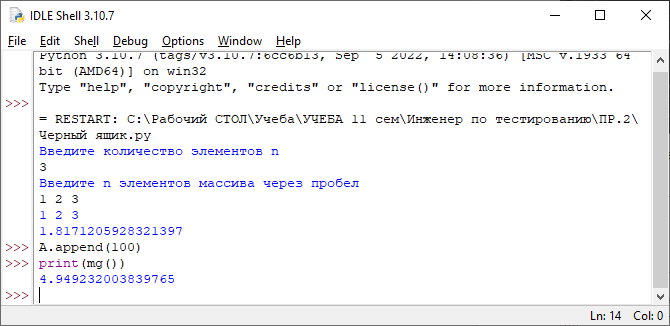 IDLE Shell 3.10.7
File Edit Shell Debug Options Window Help
Python 3.10.7 (tags/v3.10.7:6cc6b13, Sep  5 2022, 14:08:36) [MSC v.1933 64
bit (AMD64)] on win32
Type "help", "copyright", "credits" or "license()" for more information.
>>>
= RESTART: C:\Рабочий СТОЛ\Учеба\УЧЕБА 11 сем\Инженер по тестированию\ПР.2\
Черный ящик.py
Введите количество элементов n
3
Введите n элементов массива через пробел
1 2 3
1 2 3
1.8171205928321397
>>> A.append(100)
>>> print(mg())
4.949232003839765
>>>
Ln: 14 Col: 0